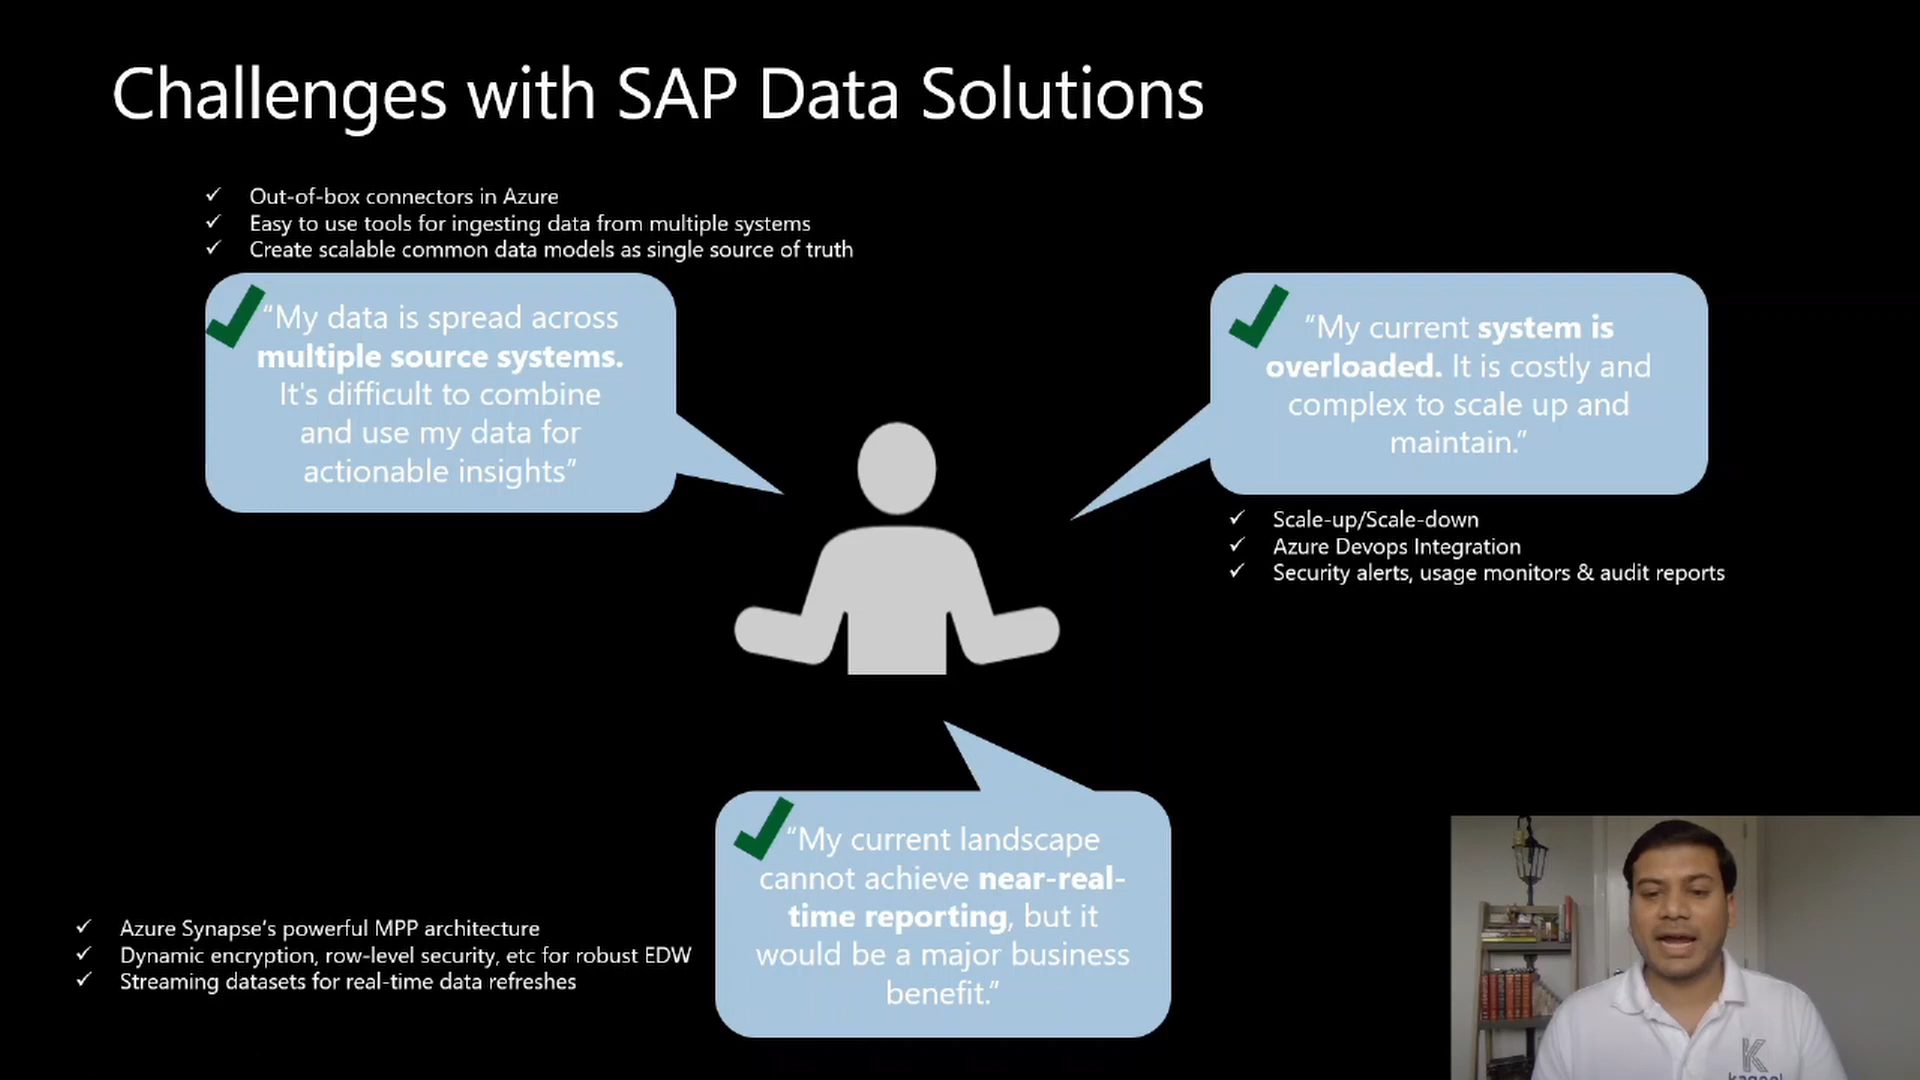 Challenges with SAP Data Solutions
✓ Out-of-box connectors in Azure
✓ Easy to use tools for ingesting data from multiple systems
✓ Create scalable common data models as single source of truth
“My data is spread across
multiple source systems.
It's difficult to combine
and use my data for
actionable insights”
“My current system is
overloaded. It is costly and
complex to scale up and
maintain.”
✓ Scale-up/Scale-down
✓ Azure Devops Integration
✓ Security alerts, usage monitors & audit reports
“My current landscape
cannot achieve near-real-
time reporting, but it
would be a major business
benefit.”
✓ Azure Synapse’s powerful MPP architecture
✓ Dynamic encryption, row-level security, etc for robust EDW
✓ Streaming datasets for real-time data refreshes
K